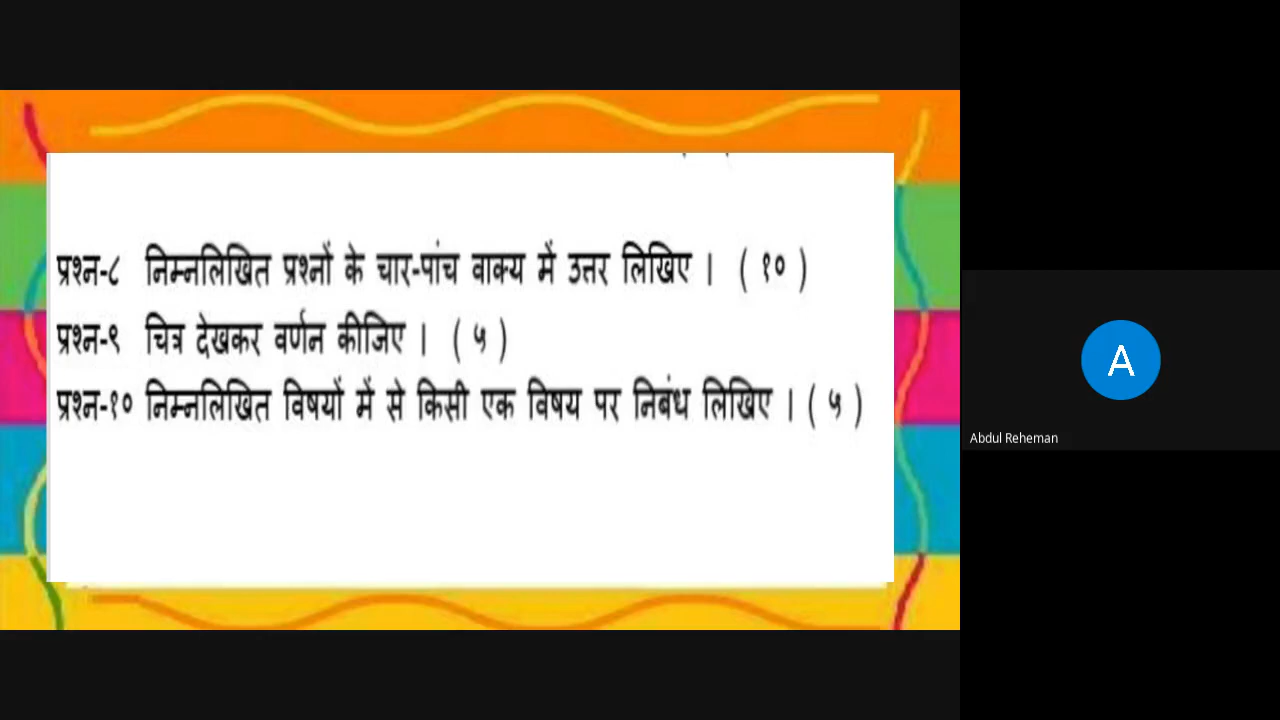 प्रश्न-८ निम्नलिखित प्रश्नों के चार-पांच वाक्य में उत्तर लिखिए । ( १० )
प्रश्न-९ चित्र देखकर वर्णन कीजिए । ( ५ )
प्रश्न-१० निम्नलिखित विषयों में से किसी एक विषय पर निबंध लिखिए । ( ५ )
A
Abdul Reheman